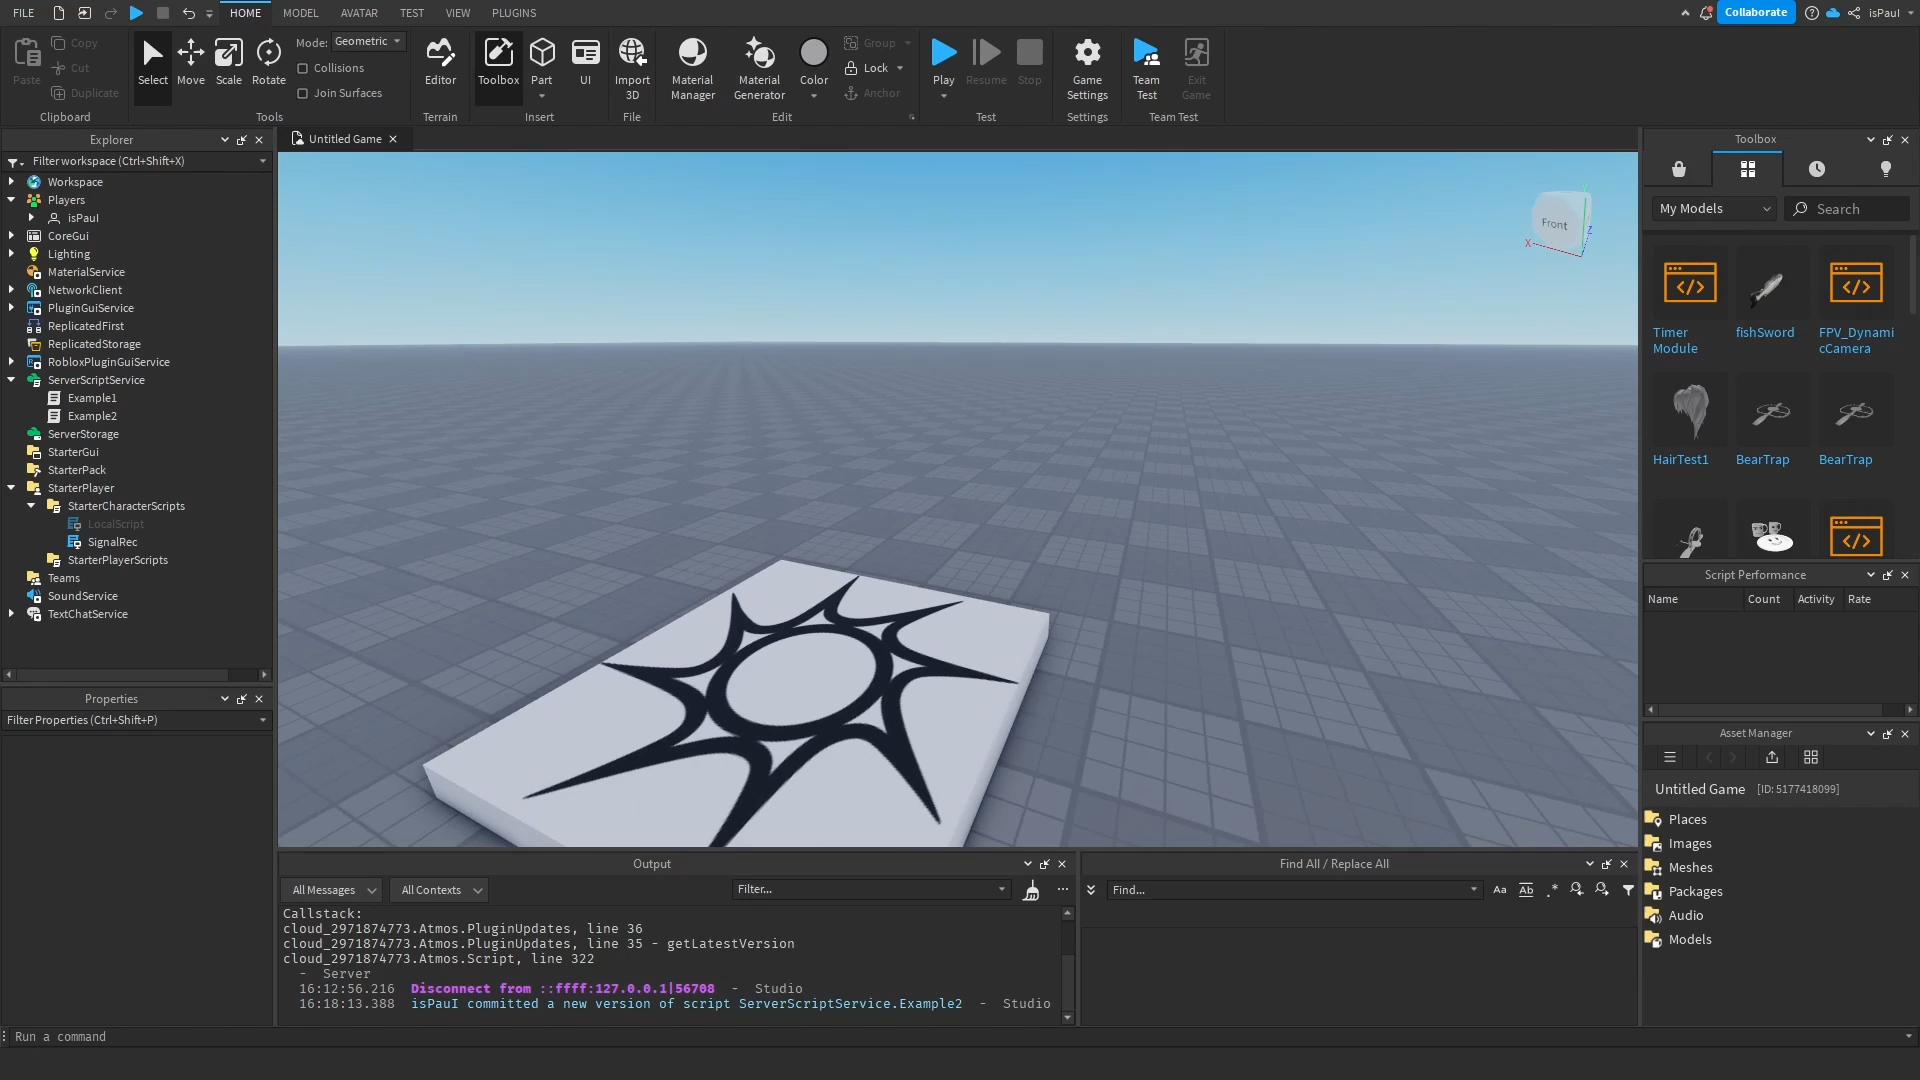 FILE
HOME
MODEL
AVATAR
TEST
VIEW
PLUGINS
Collaborate
isPaul
Paste
Copy
Cut
Duplicate
Clipboard
Select
Move
Scale
Rotate
Mode:
Geometric
Collisions
Join Surfaces
Tools
Editor
Terrain
Toolbox
Part
UI
Insert
Import
3D
File
Material
Manager
Material
Generator
Color
Group
Lock
Anchor
Edit
Play
Resume
Stop
Test
Game
Settings
Settings
Team
Test
Exit
Game
Team Test
Explorer
Filter workspace (Ctrl+Shift+X)
Workspace
Players
isPaul
CoreGui
Lighting
MaterialService
NetworkClient
PluginGuiService
ReplicatedFirst
ReplicatedStorage
RobloxPluginGuiService
ServerScriptService
Example1
Example2
ServerStorage
StarterGui
StarterPack
StarterPlayer
StarterCharacterScripts
LocalScript
SignalRec
StarterPlayerScripts
Teams
SoundService
TextChatService
Properties
Filter Properties (Ctrl+Shift+P)
Untitled Game
Front
X
Y
Z
Output
All Messages
All Contexts
Filter...
Callstack:
cloud_2971874773.Atmos.PluginUpdates, line 36
cloud_2971874773.Atmos.PluginUpdates, line 35 - getLatestVersion
cloud_2971874773.Atmos.Script, line 322
- Server
16:12:56.216 Disconnect from ::ffff:127.0.0.1|56708 - Studio
16:18:13.388 isPauI committed a new version of script ServerScriptService.Example2 - Studio
Find All / Replace All
Find...
Aa
Ab
.*
Toolbox
My Models
Search
Timer
Module
fishSword
FPV_Dynami
cCamera
HairTest1
BearTrap
BearTrap
Script Performance
Name
Count
Activity
Rate
Asset Manager
Untitled Game
[ID: 5177418099]
Places
Images
Meshes
Packages
Audio
Models
Run a command